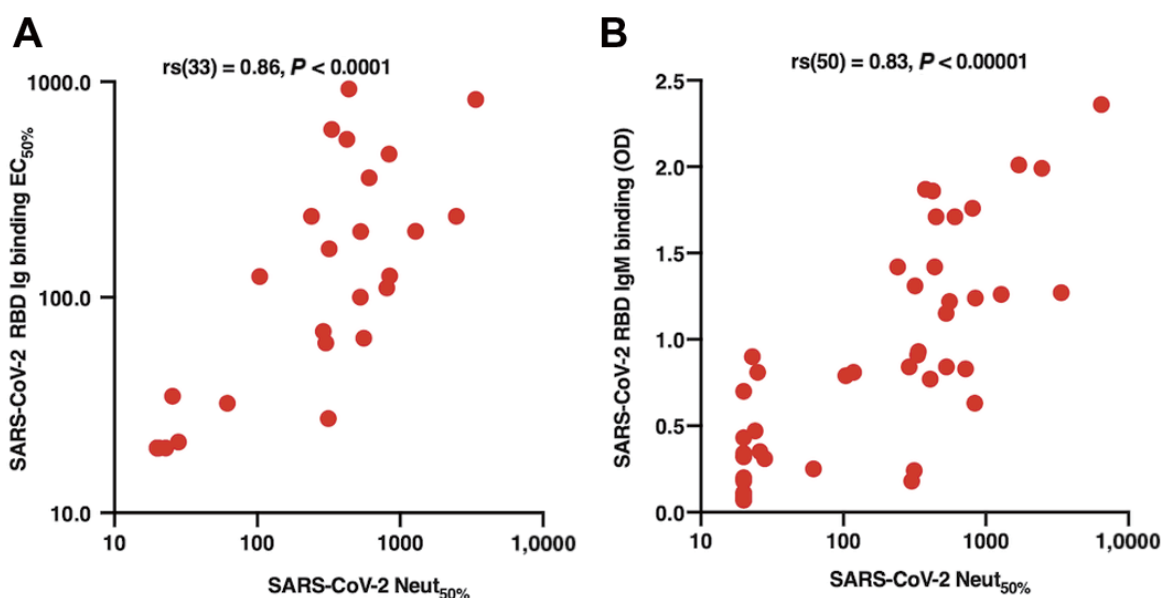 A
rs(33) = 0.86, P < 0.0001
SARS-CoV-2 RBD Ig binding EC50%
1000.0
100.0
10.0
10 100 1000 1,0000
SARS-CoV-2 Neut50%
B
rs(50) = 0.83, P < 0.00001
SARS-CoV-2 RBD IgM binding (OD)
2.5
2.0
1.5
1.0
0.5
0.0
10 100 1000 1,0000
SARS-CoV-2 Neut50%